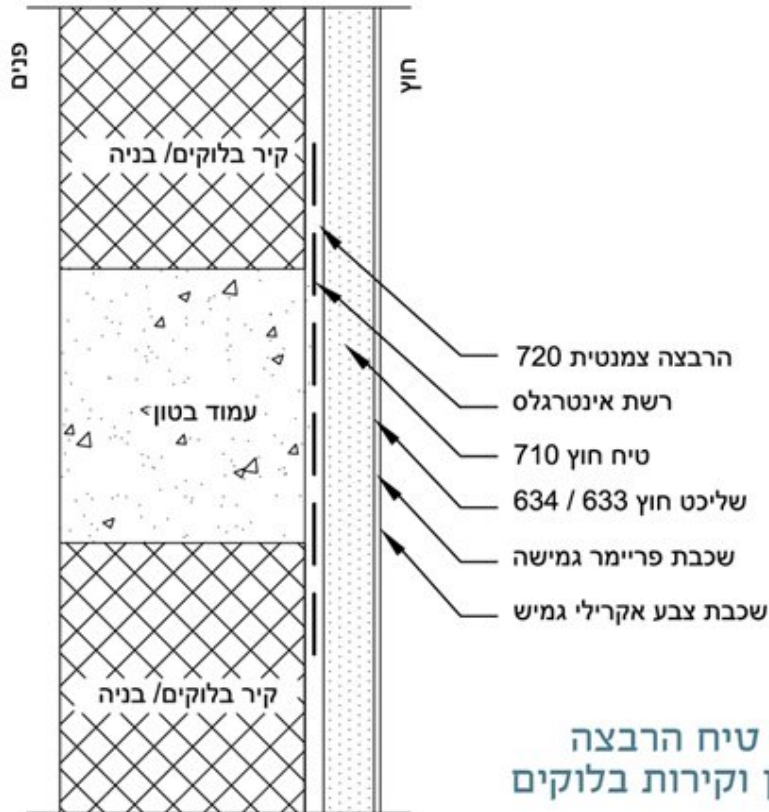 פנים
חוץ
קיר בלוקים/ בניה
עמוד בטון
קיר בלוקים/ בניה
הרבצה צמנטית 720
רשת אינטרגלס
טיח חוץ 710
שליכט חוץ 633 / 634
שכבת פריימר גמישה
שכבת צבע אקרילי גמיש
טיח הרבצה
וקירות בלוקים